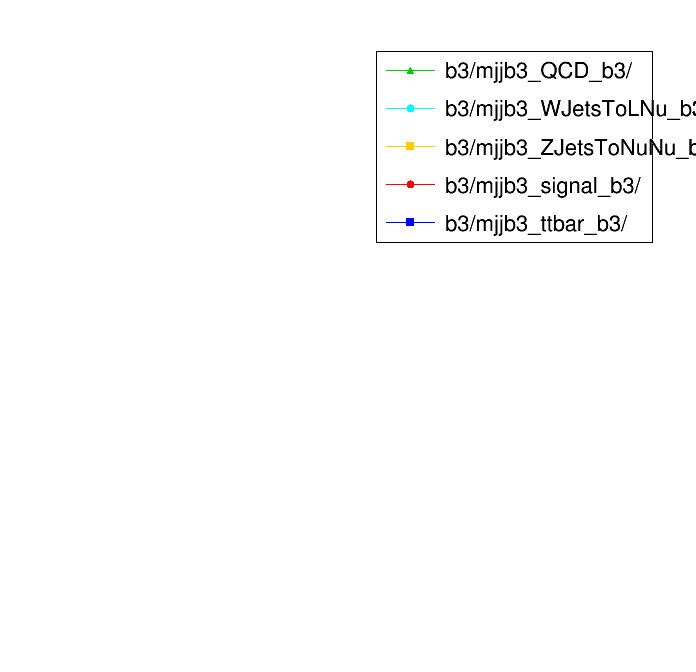 b3/mjjb3_QCD_b3/
b3/mjjb3_WJetsToLNu_b3
b3/mjjb3_ZJetsToNuNu_b
b3/mjjb3_signal_b3/
b3/mjjb3_ttbar_b3/